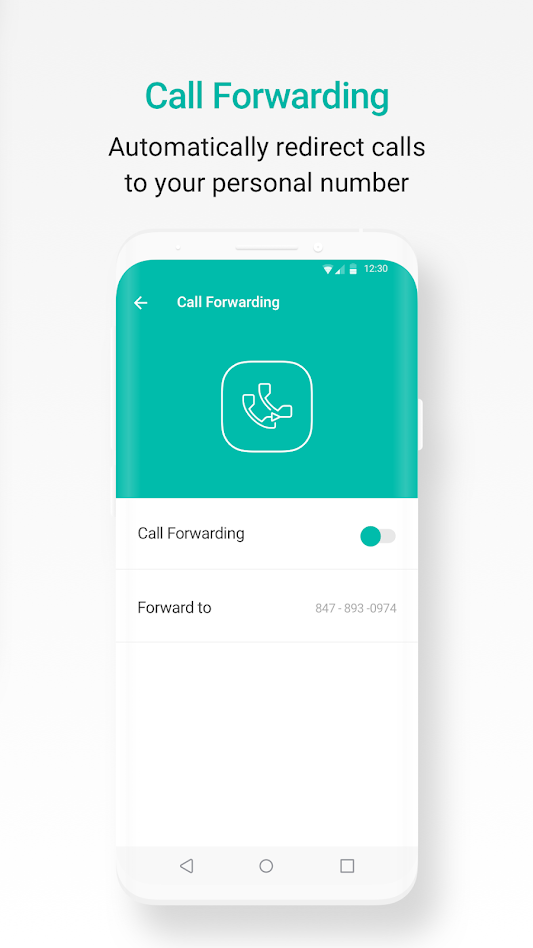 Call Forwarding
Automatically redirect calls
to your personal number
12:30
Call Forwarding
Call Forwarding
Forward to 847 - 893 -0974